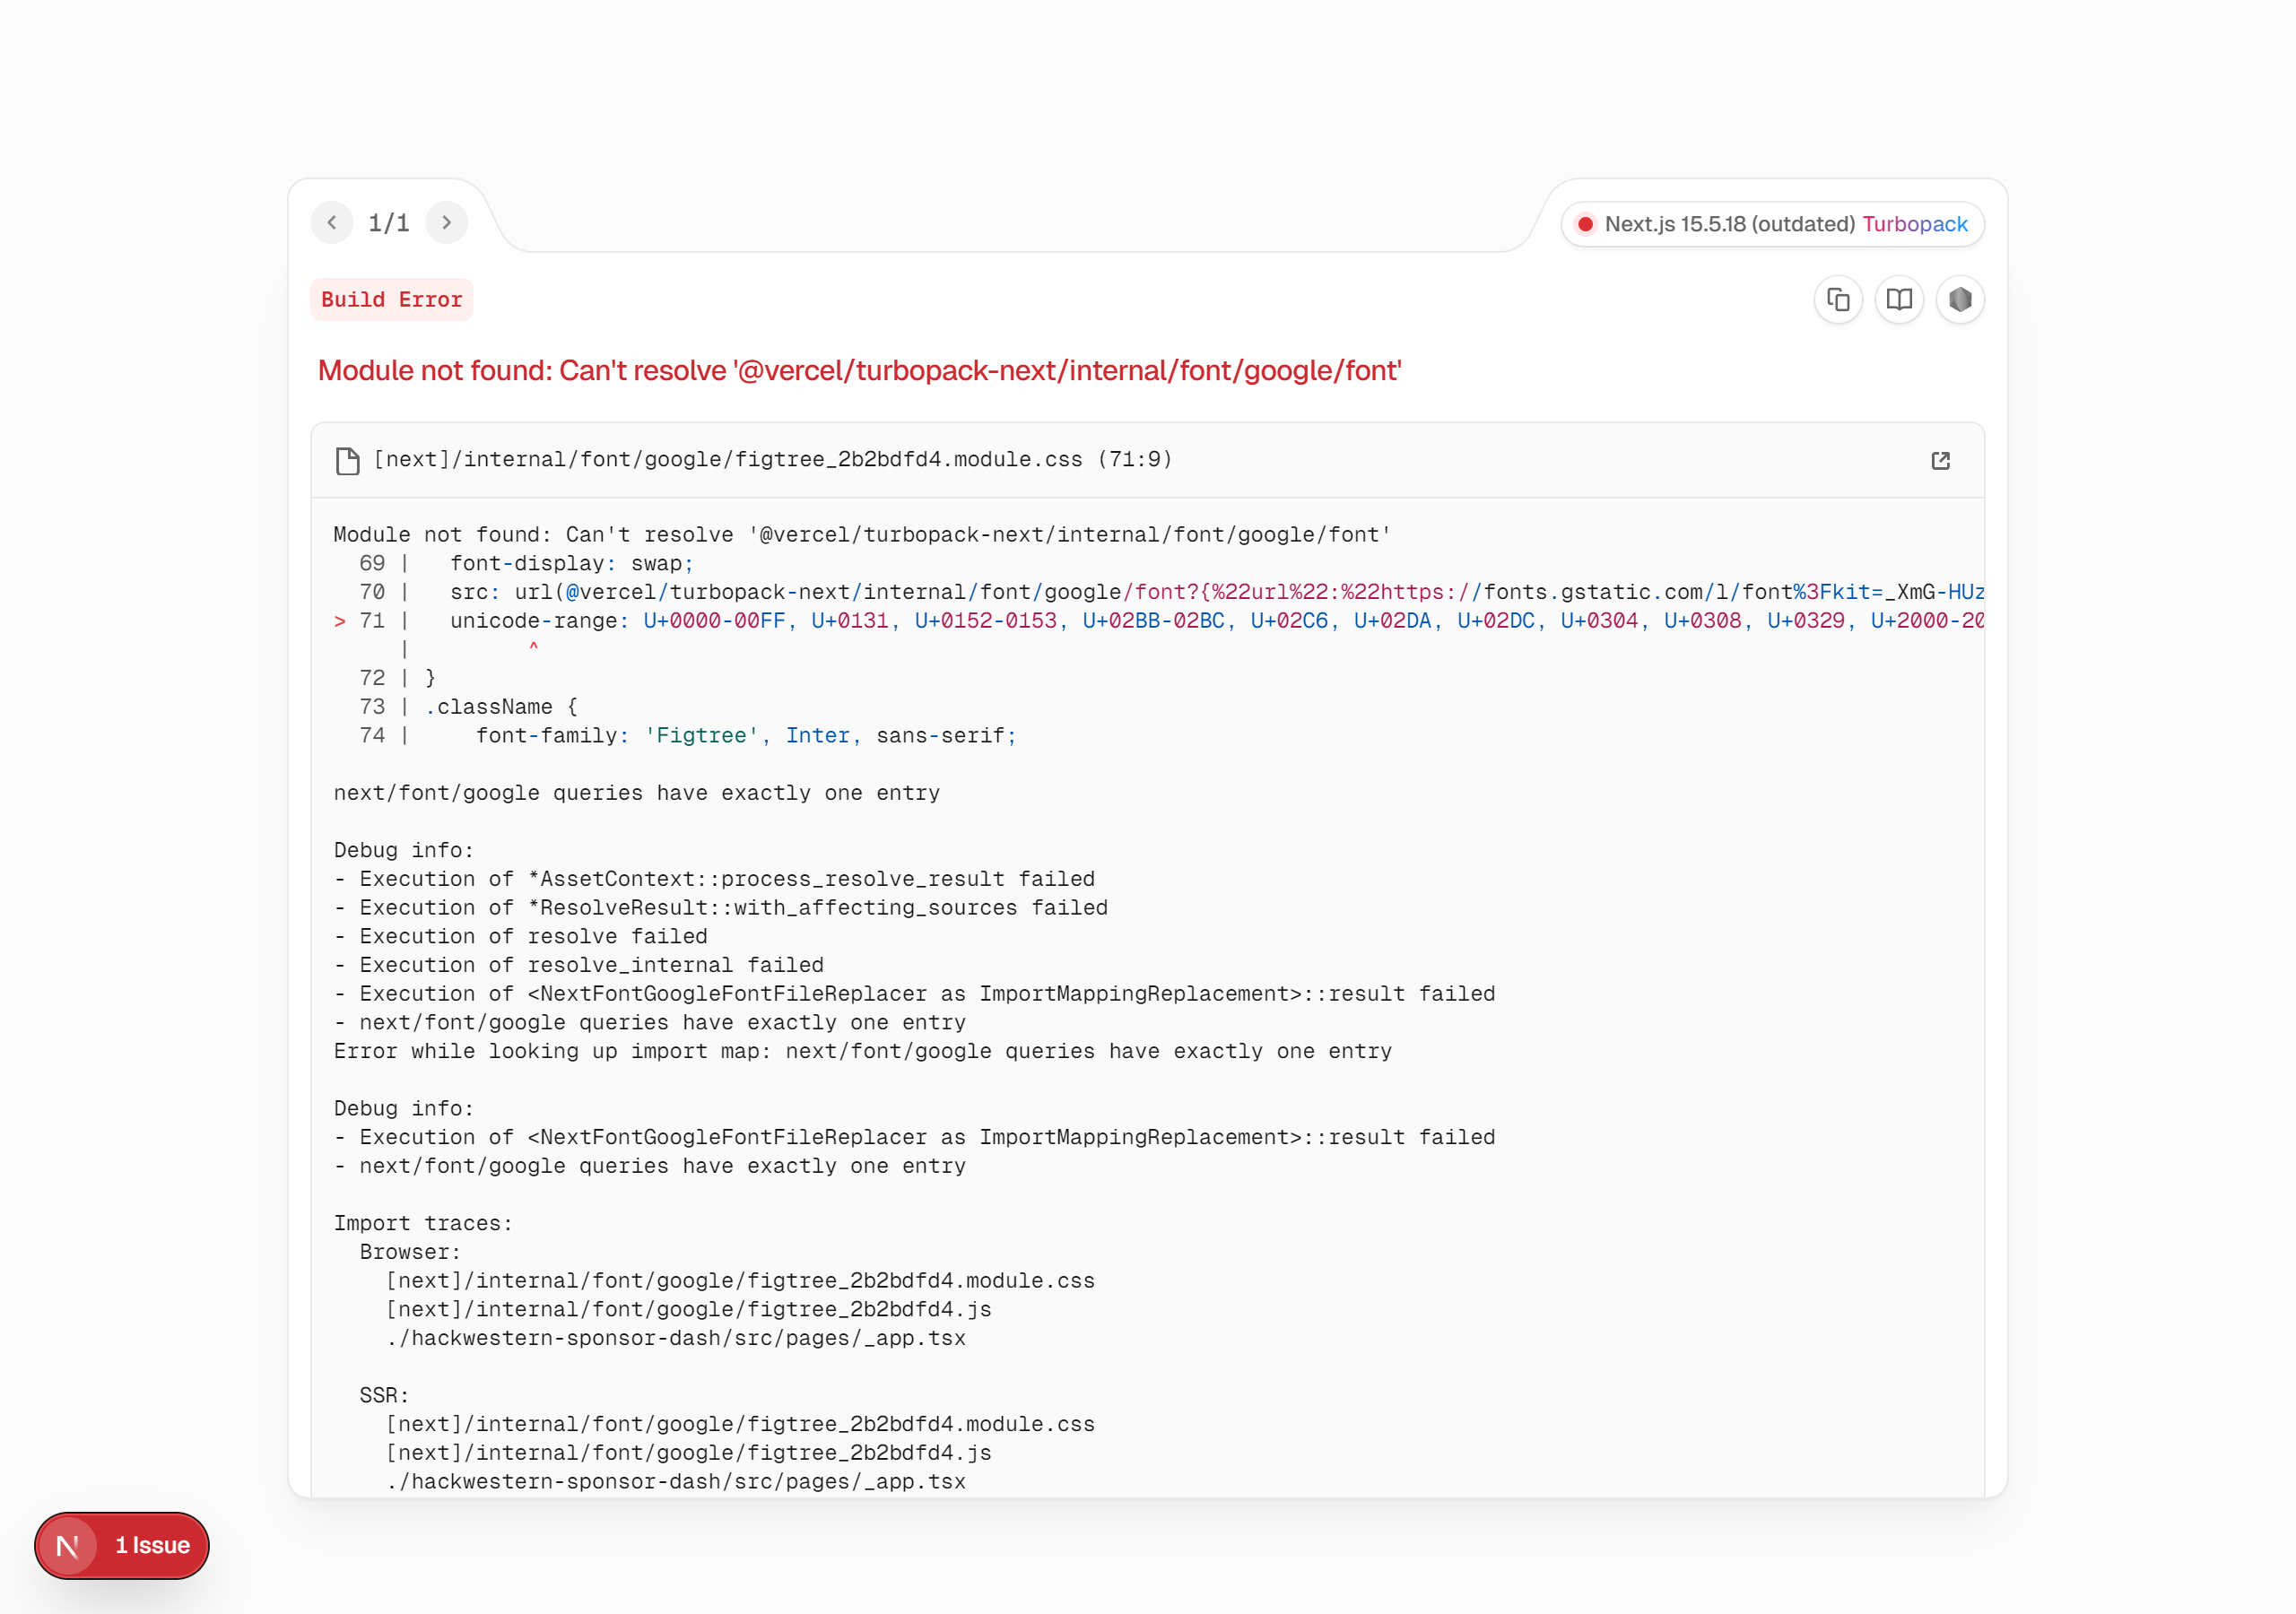 1/1
Next.js 15.5.18 (outdated) Turbopack
Build Error
Module not found: Can't resolve '@vercel/turbopack-next/internal/font/google/font'
[next]/internal/font/google/figtree_2b2bdfd4.module.css (71:9)
Module not found: Can't resolve '@vercel/turbopack-next/internal/font/google/font'
69 |   font-display: swap;
70 |   src: url(@vercel/turbopack-next/internal/font/google/font?{%22url%22:%22https://fonts.gstatic.com/l/font%3Fkit=_XmG-HUz
> 71 |   unicode-range: U+0000-00FF, U+0131, U+0152-0153, U+02BB-02BC, U+02C6, U+02DA, U+02DC, U+0304, U+0308, U+0329, U+2000-20
|         ^
72 | }
73 | .className {
74 |     font-family: 'Figtree', Inter, sans-serif;
next/font/google queries have exactly one entry
Debug info:
- Execution of *AssetContext::process_resolve_result failed
- Execution of *ResolveResult::with_affecting_sources failed
- Execution of resolve failed
- Execution of resolve_internal failed
- Execution of <NextFontGoogleFontFileReplacer as ImportMappingReplacement>::result failed
- next/font/google queries have exactly one entry
Error while looking up import map: next/font/google queries have exactly one entry
Debug info:
- Execution of <NextFontGoogleFontFileReplacer as ImportMappingReplacement>::result failed
- next/font/google queries have exactly one entry
Import traces:
Browser:
[next]/internal/font/google/figtree_2b2bdfd4.module.css
[next]/internal/font/google/figtree_2b2bdfd4.js
./hackwestern-sponsor-dash/src/pages/_app.tsx
SSR:
[next]/internal/font/google/figtree_2b2bdfd4.module.css
[next]/internal/font/google/figtree_2b2bdfd4.js
./hackwestern-sponsor-dash/src/pages/_app.tsx
N 1 Issue